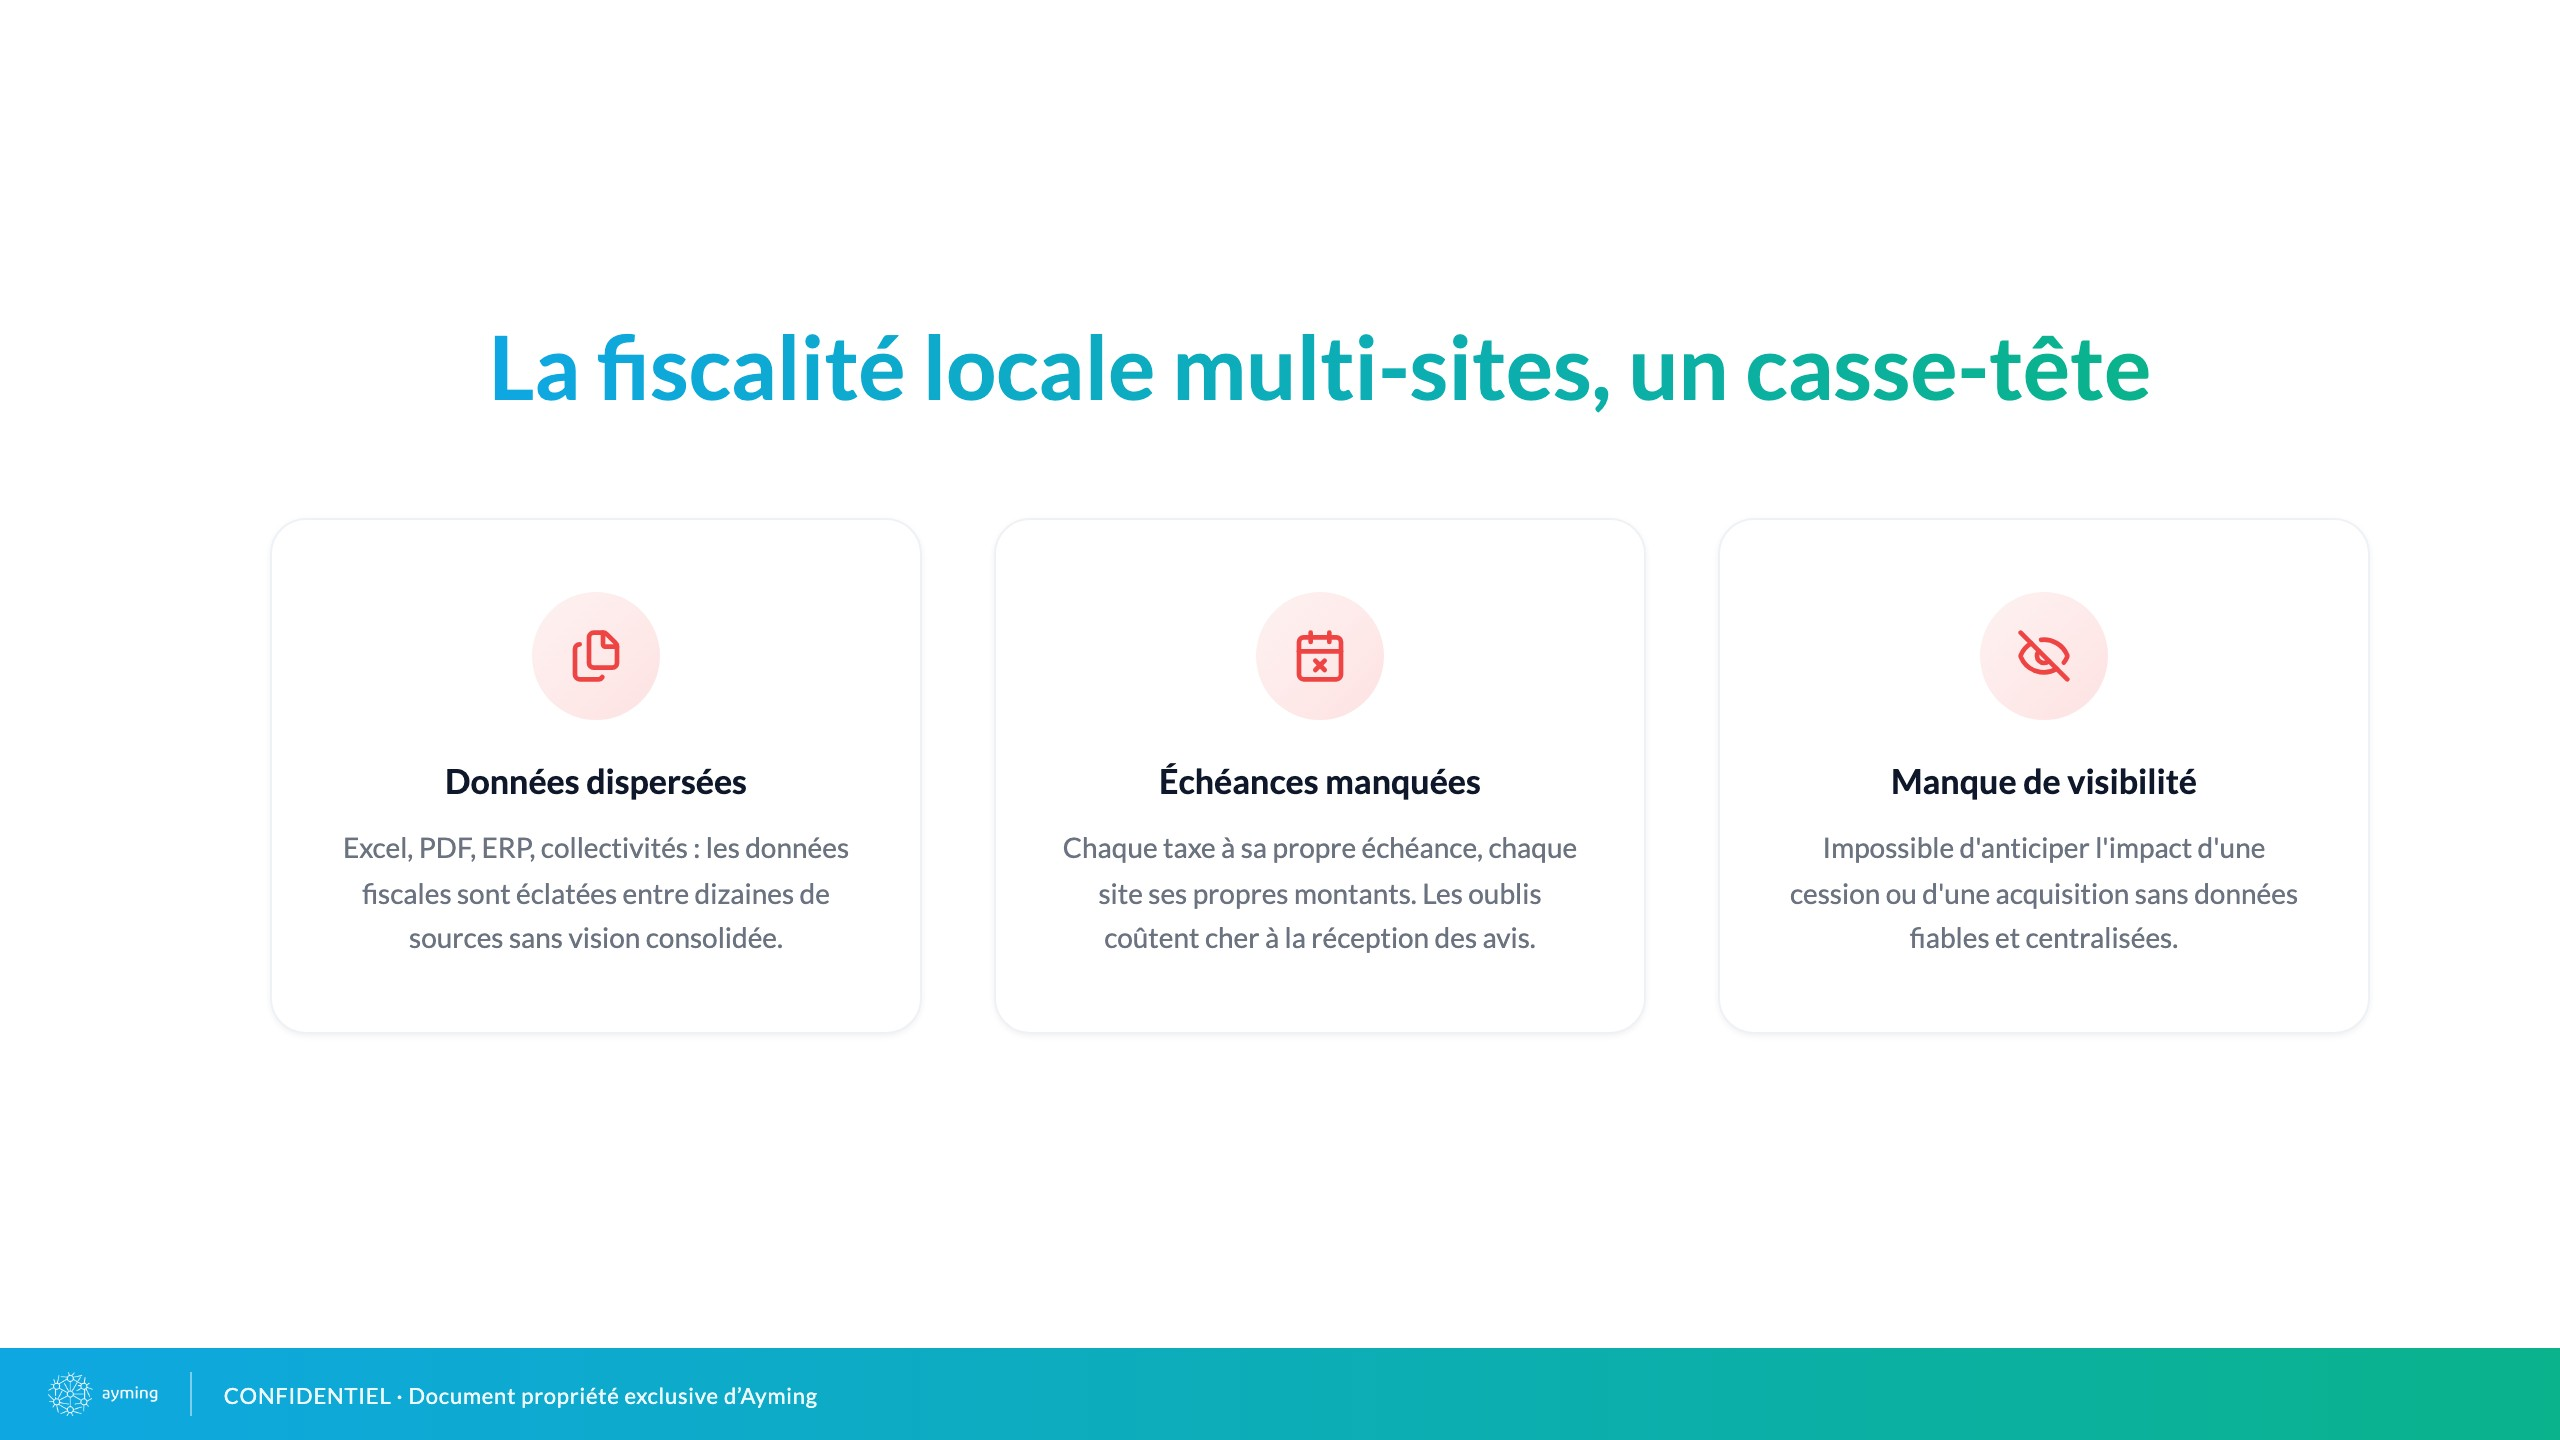 La fiscalité locale multi-sites, un casse-tête
Données dispersées
Excel, PDF, ERP, collectivités : les données
fiscales sont éclatées entre dizaines de
sources sans vision consolidée.
Échéances manquées
Chaque taxe à sa propre échéance, chaque
site ses propres montants. Les oublis
coûtent cher à la réception des avis.
Manque de visibilité
Impossible d'anticiper l'impact d'une
cession ou d'une acquisition sans données
fiables et centralisées.
ayming
CONFIDENTIEL · Document propriété exclusive d’Ayming